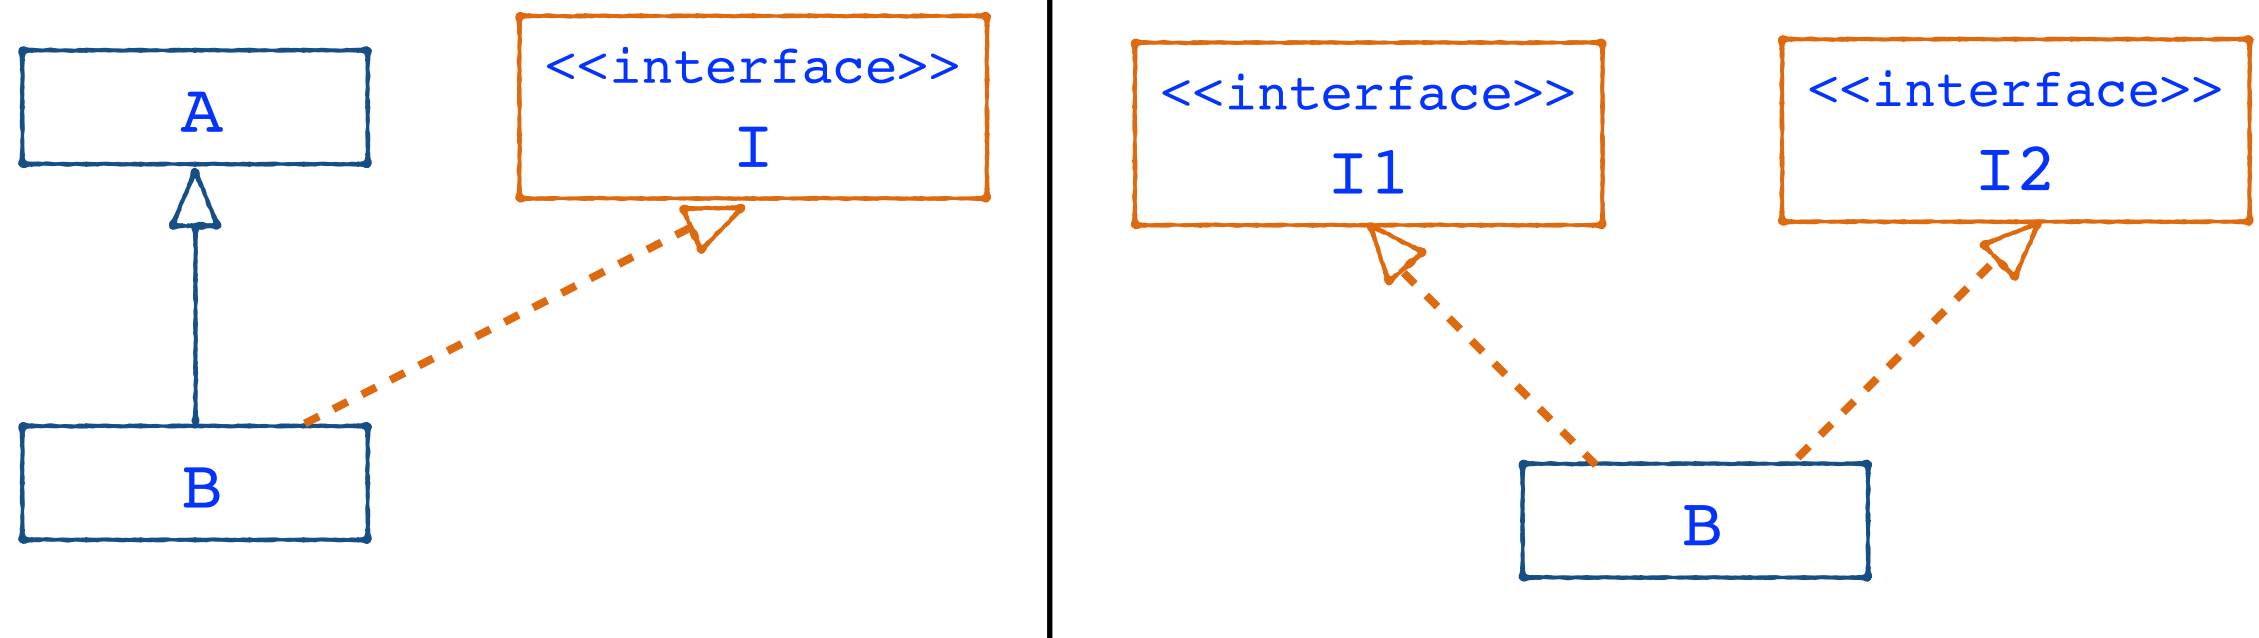 A
<<interface>>
I
B
<<interface>>
I1
<<interface>>
I2
B